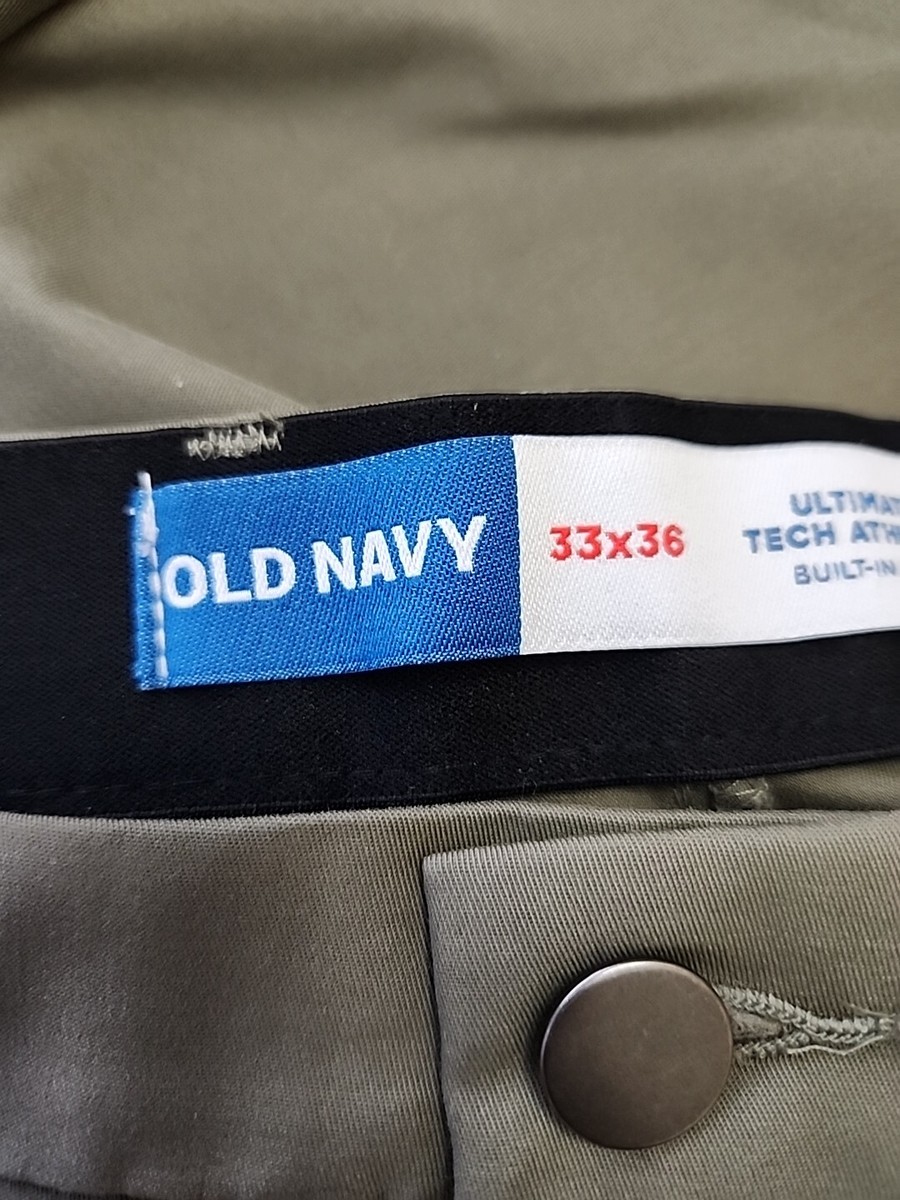 OLD NAVY
33x36
ULTIMAT
TECH ATH
BUILT-IN